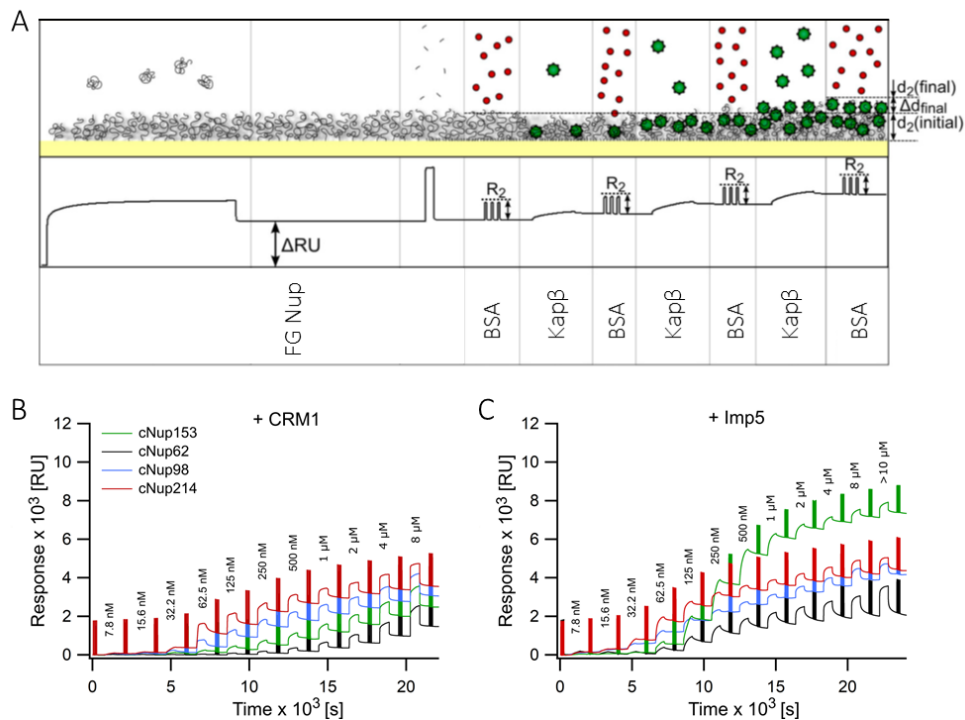 A
d₂(final)
Δd_final
d₂(initial)
R₂
R₂
R₂
R₂
ΔRU
FG Nup
BSA
Kapβ
BSA
Kapβ
BSA
Kapβ
BSA
B
+ CRM1
12
10
8
6
4
2
0
Response x 10³ [RU]
cNup153
cNup62
cNup98
cNup214
7.8 nM
15.6 nM
32.2 nM
62.5 nM
125 nM
250 nM
500 nM
1 µM
2 µM
4 µM
8 µM
0
5
10
15
20
Time x 10³ [s]
C
+ Imp5
12
10
8
6
4
2
0
Response x 10³ [RU]
7.8 nM
15.6 nM
32.2 nM
62.5 nM
125 nM
250 nM
500 nM
1 µM
2 µM
4 µM
8 µM
>10 µM
0
5
10
15
20
Time x 10³ [s]